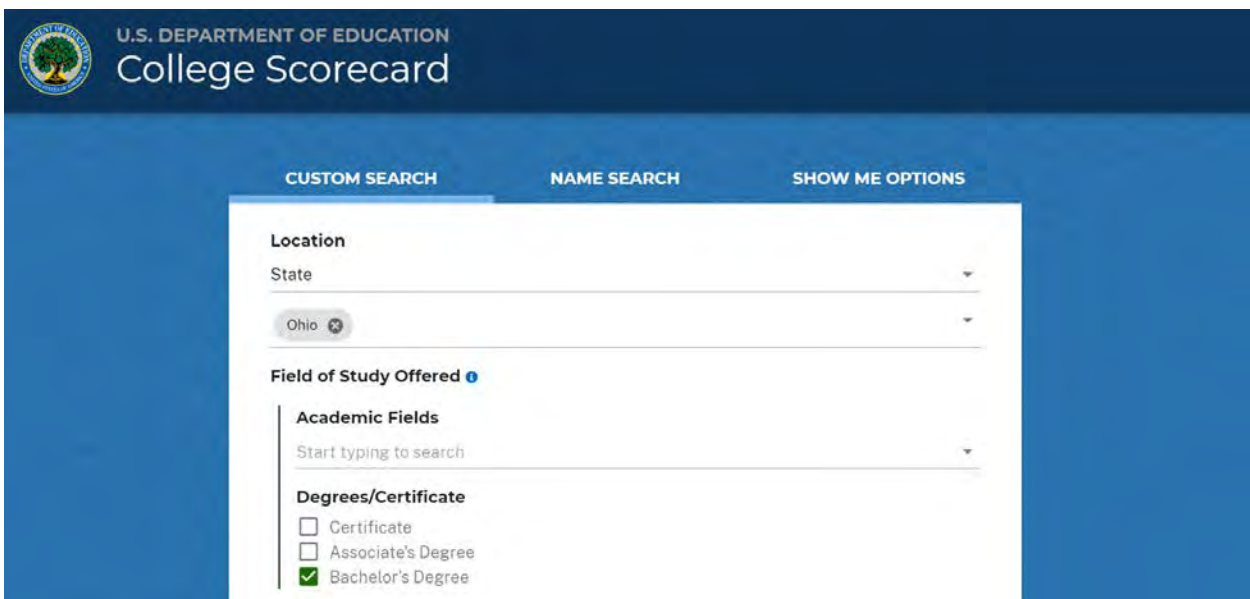 U.S. DEPARTMENT OF EDUCATION
College Scorecard
CUSTOM SEARCH NAME SEARCH SHOW ME OPTIONS
Location
State
Ohio
Field of Study Offered
Academic Fields
Start typing to search
Degrees/Certificate
Certificate
Associate's Degree
Bachelor's Degree